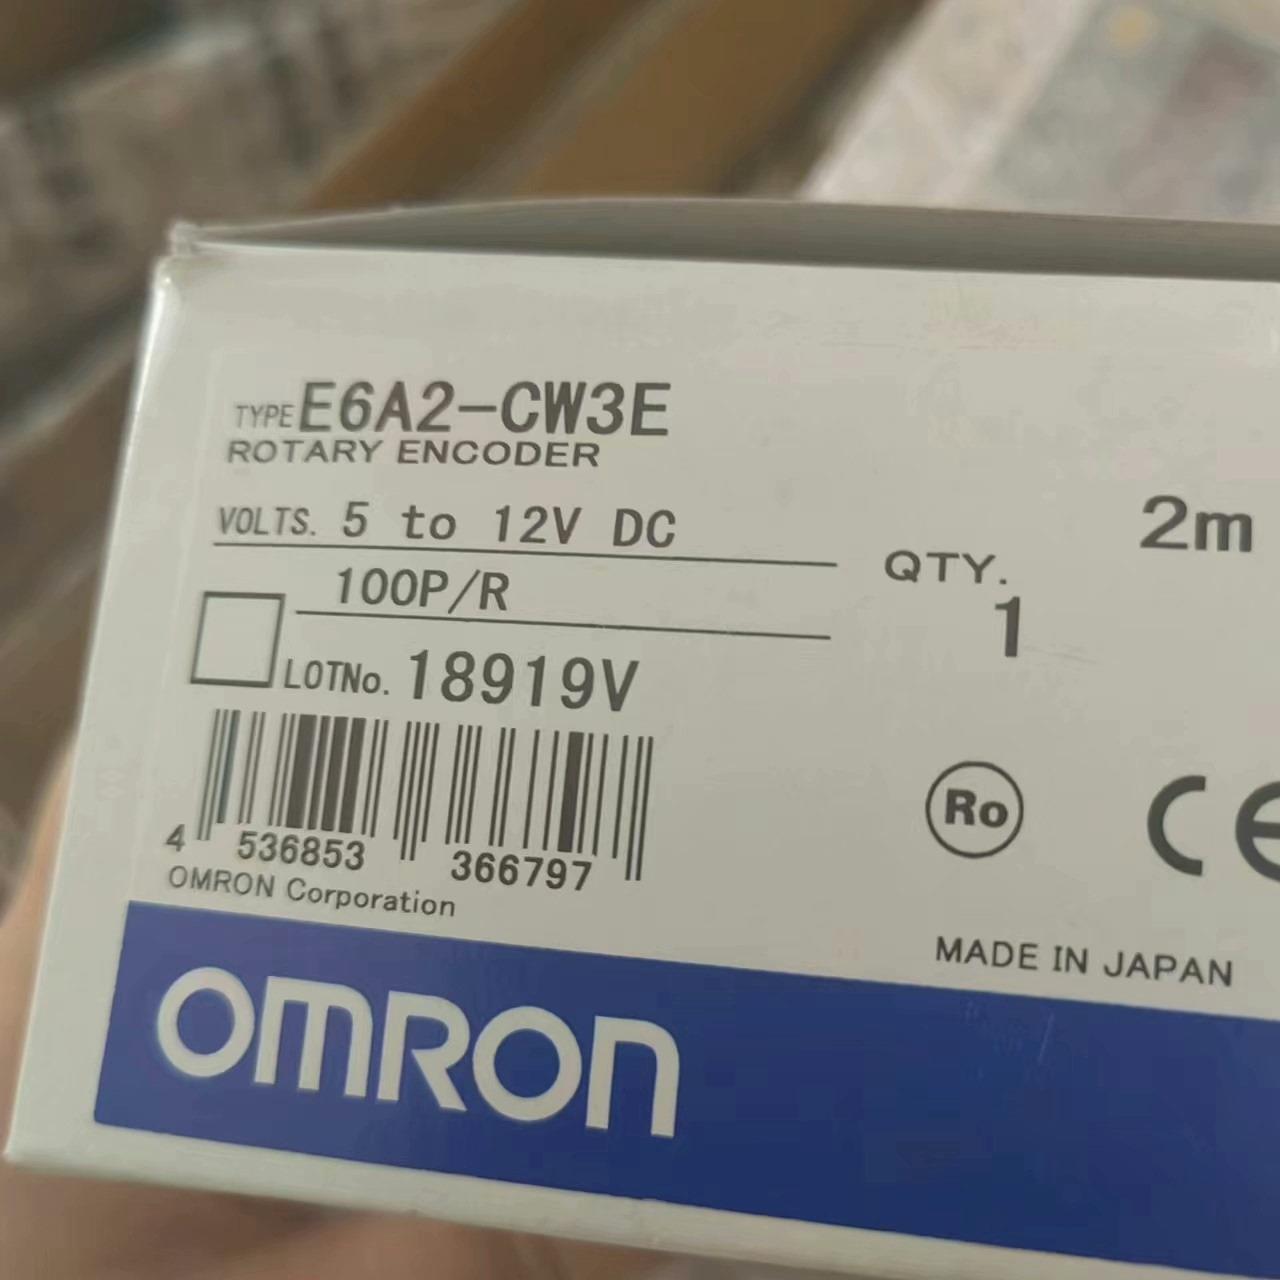 TYPE E6A2-CW3E
ROTARY ENCODER
VOLTS. 5 to 12V DC
2m
100P/R
QTY.
1
LOTNo. 18919V
4 536853 366797
OMRON Corporation
Ro
CE
MADE IN JAPAN
OMRON